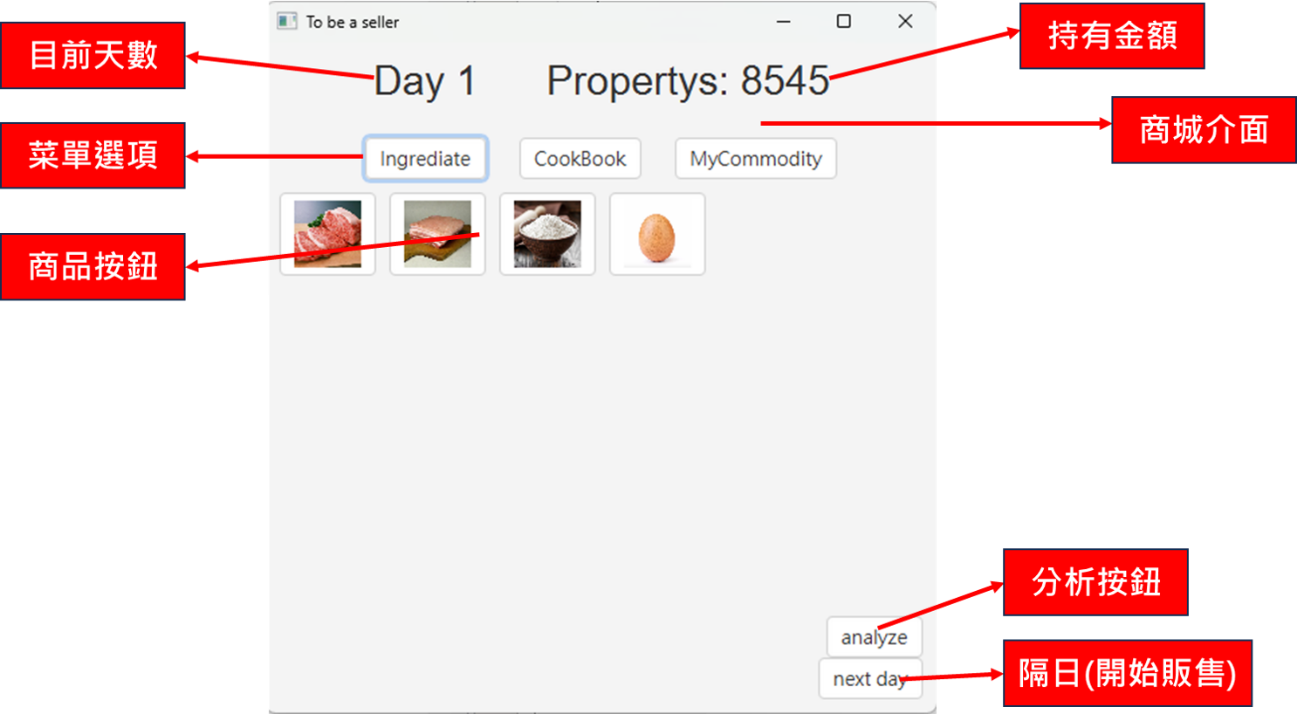 To be a seller
目前天數
Day 1
Propertys: 8545
持有金額
商城介面
菜單選項
Ingrediate
CookBook
MyCommodity
商品按鈕
分析按鈕
analyze
next day
隔日(開始販售)